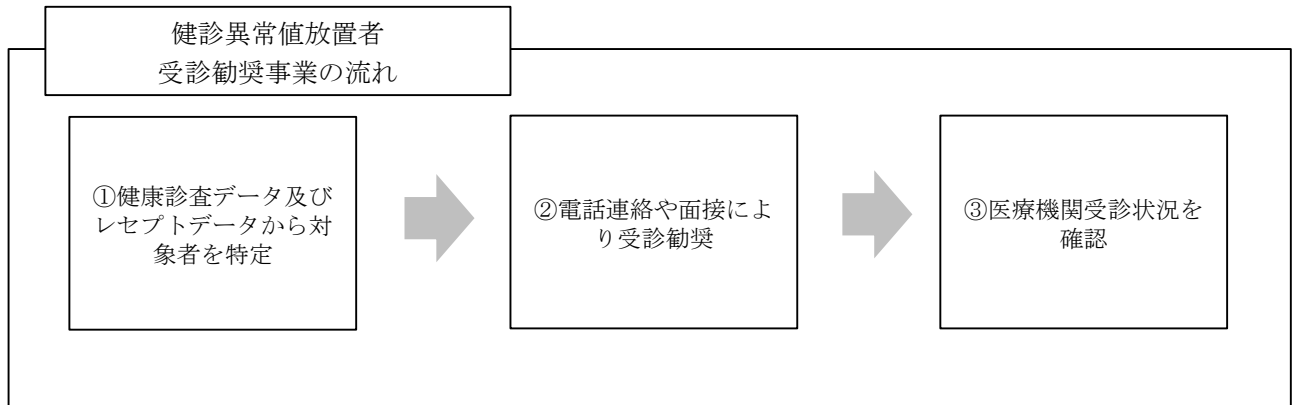 健診異常値放置者
受診勧奨事業の流れ
①健康診査データ及び
レセプトデータから対
象者を特定
②電話連絡や面接によ
り受診勧奨
③医療機関受診状況を
確認